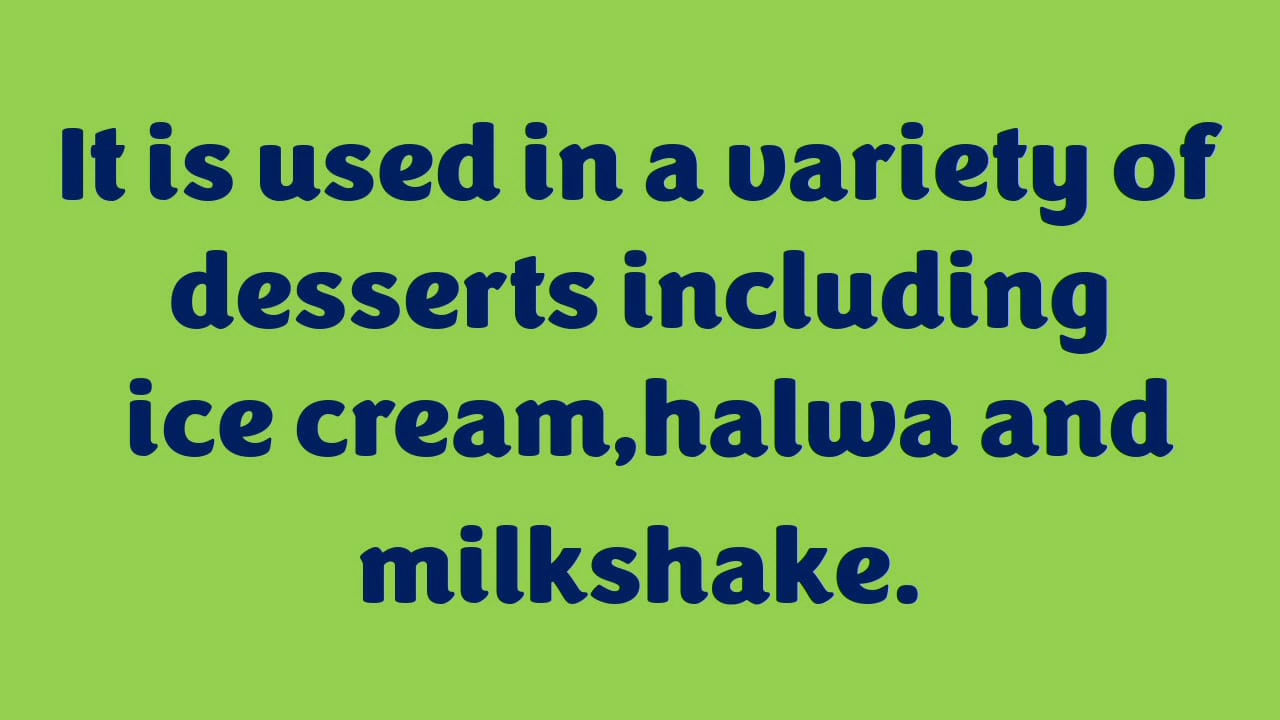 It is used in a variety of
desserts including
ice cream,halwa and
milkshake.